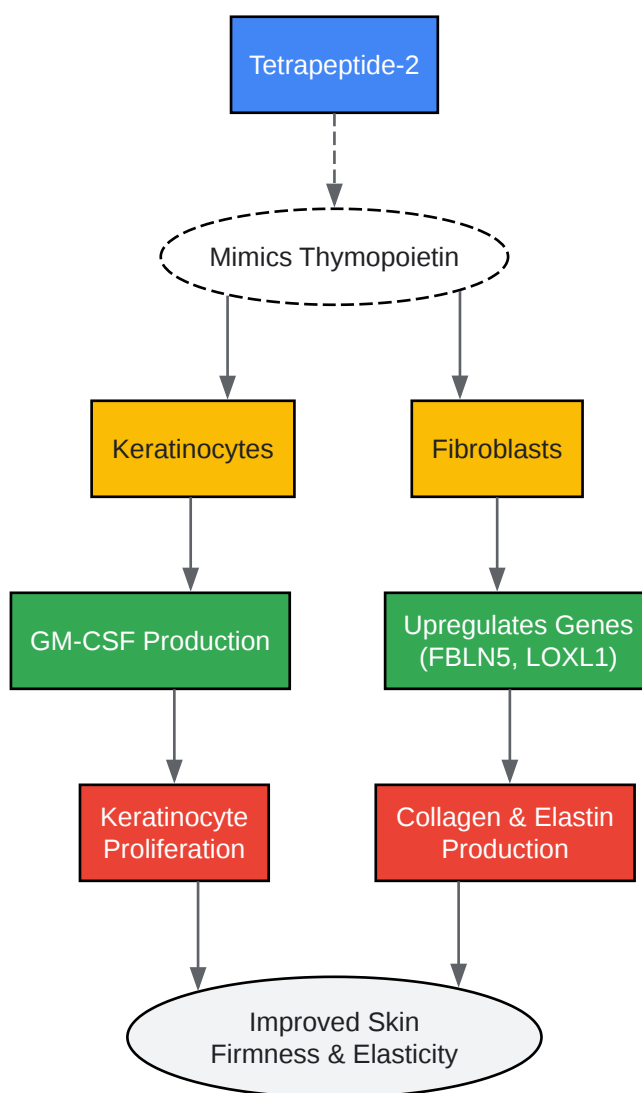 Tetrapeptide-2
Mimics Thymopoietin
Keratinocytes
Fibroblasts
GM-CSF Production
Upregulates Genes
(FBLN5, LOXL1)
Keratinocyte
Proliferation
Collagen & Elastin
Production
Improved Skin
Firmness & Elasticity